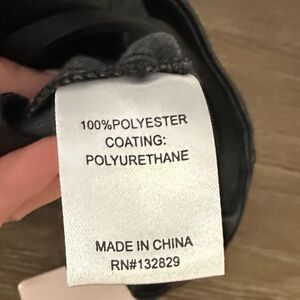 100%POLYESTER
COATING:
POLYURETHANE
MADE IN CHINA
RN#132829